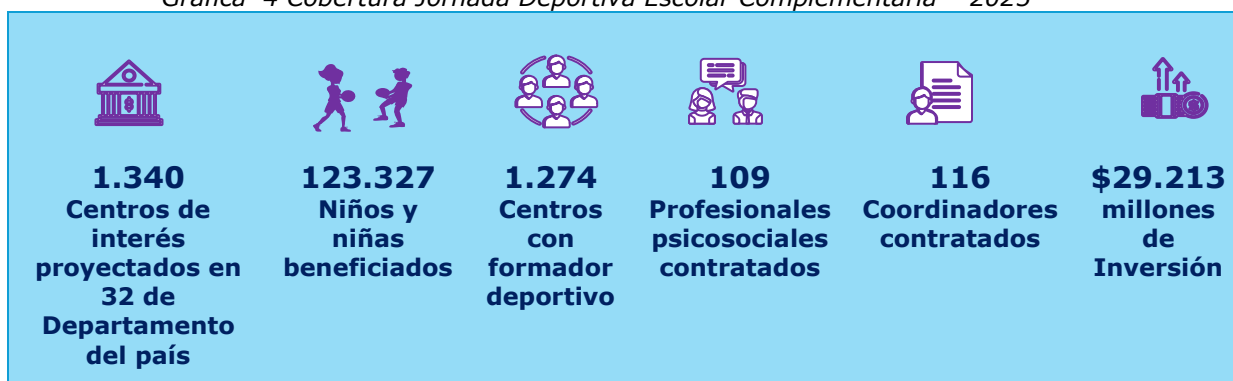 Gráfica 4 Cobertura Jornada Deportiva Escolar Complementaria - 2025
1.340
Centros de
interés
proyectados en
32 de
Departamento
del país
123.327
Niños y
niñas
beneficiados
1.274
Centros
con
formador
deportivo
109
Profesionales
psicosociales
contratados
116
Coordinadores
contratados
$29.213
millones
de
Inversión